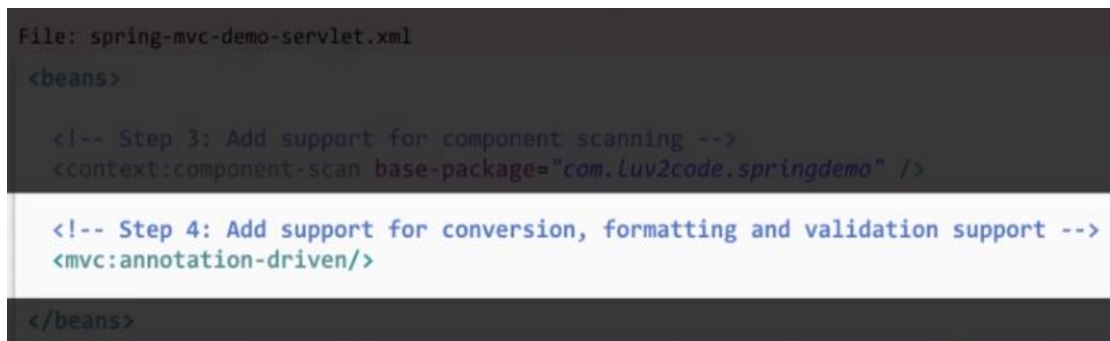 File: spring-mvc-demo-servlet.xml
<beans>
<!-- Step 3: Add support for component scanning -->
<context:component-scan base-package="com.luv2code.springdemo" />
<!-- Step 4: Add support for conversion, formatting and validation support -->
<mvc:annotation-driven/>
</beans>